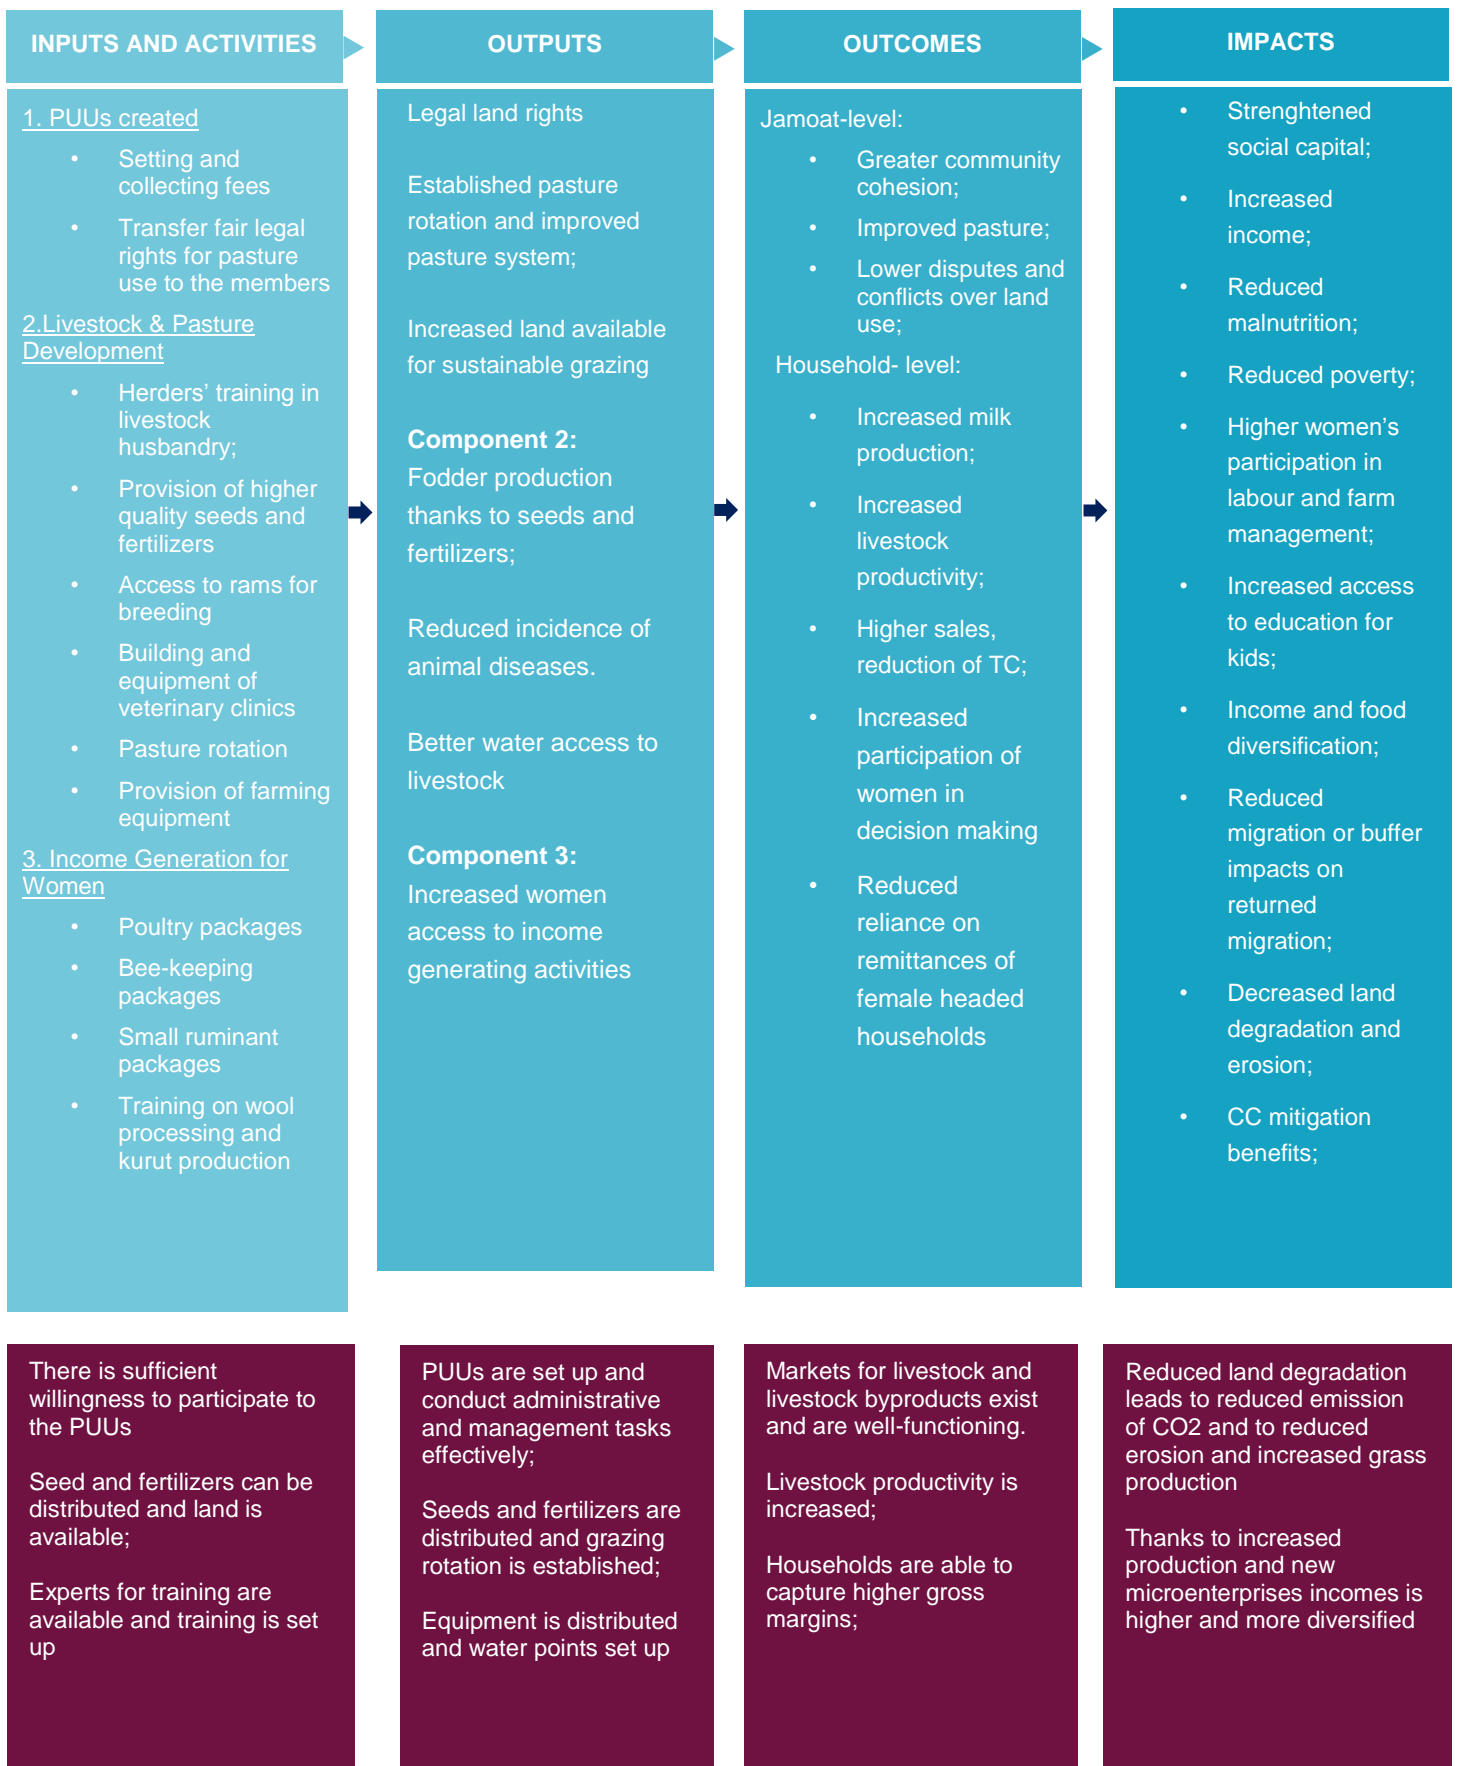 INPUTS AND ACTIVITIES
1. PUUs created
• Setting and
collecting fees
• Transfer fair legal
rights for pasture
use to the members
2.Livestock & Pasture
Development
• Herders’ training in
livestock
husbandry;
• Provision of higher
quality seeds and
fertilizers
• Access to rams for
breeding
• Building and
equipment of
veterinary clinics
• Pasture rotation
• Provision of farming
equipment
3. Income Generation for
Women
• Poultry packages
• Bee-keeping
packages
• Small ruminant
packages
• Training on wool
processing and
kurut production
OUTPUTS
Legal land rights
Established pasture
rotation and improved
pasture system;
Increased land available
for sustainable grazing
Component 2:
Fodder production
thanks to seeds and
fertilizers;
Reduced incidence of
animal diseases.
Better water access to
livestock
Component 3:
Increased women
access to income
generating activities
OUTCOMES
Jamoat-level:
• Greater community
cohesion;
• Improved pasture;
• Lower disputes and
conflicts over land
use;
Household- level:
• Increased milk
production;
• Increased
livestock
productivity;
• Higher sales,
reduction of TC;
• Increased
participation of
women in
decision making
• Reduced
reliance on
remittances of
female headed
households
IMPACTS
• Strenghtened
social capital;
• Increased
income;
• Reduced
malnutrition;
• Reduced poverty;
• Higher women’s
participation in
labour and farm
management;
• Increased access
to education for
kids;
• Income and food
diversification;
• Reduced
migration or buffer
impacts on
returned
migration;
• Decreased land
degradation and
erosion;
• CC mitigation
benefits;
There is sufficient
willingness to participate to
the PUUs
Seed and fertilizers can be
distributed and land is
available;
Experts for training are
available and training is set
up
PUUs are set up and
conduct administrative
and management tasks
effectively;
Seeds and fertilizers are
distributed and grazing
rotation is established;
Equipment is distributed
and water points set up
Markets for livestock and
livestock byproducts exist
and are well-functioning.
Livestock productivity is
increased;
Households are able to
capture higher gross
margins;
Reduced land degradation
leads to reduced emission
of CO2 and to reduced
erosion and increased grass
production
Thanks to increased
production and new
microenterprises incomes is
higher and more diversified